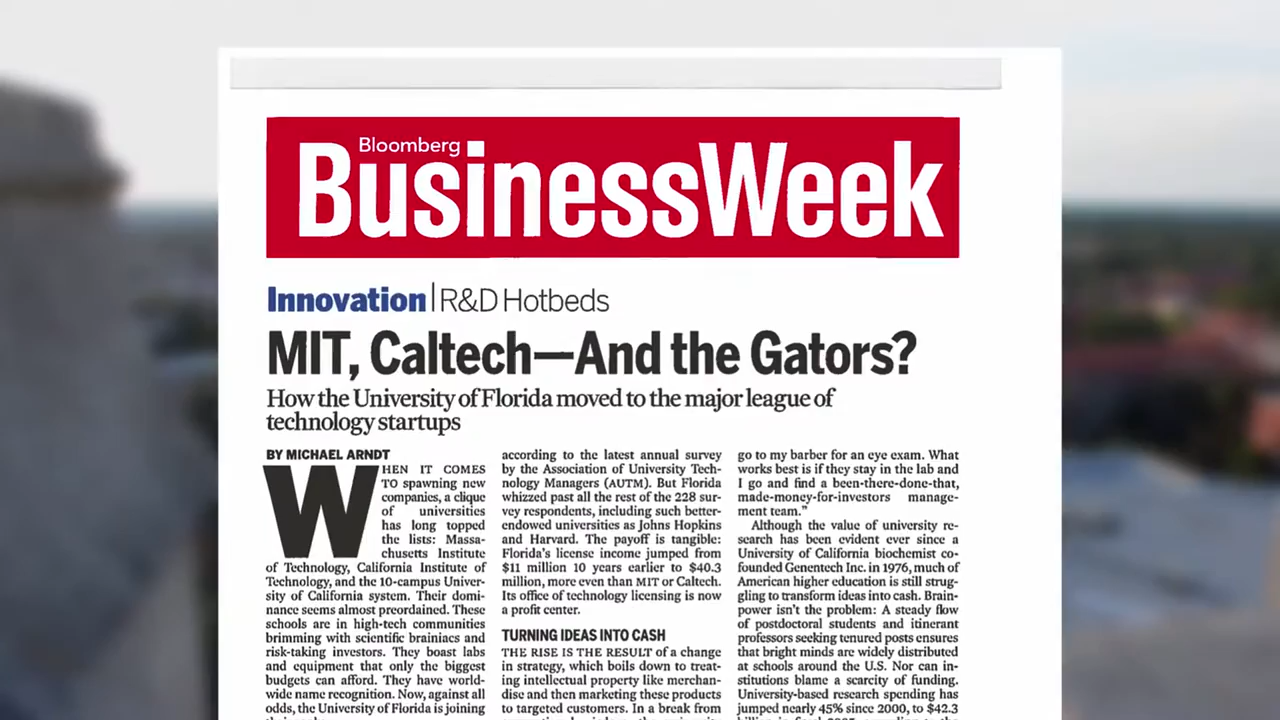 Bloomberg
BusinessWeek
Innovation | R&D Hotbeds
MIT, Caltech—And the Gators?
How the University of Florida moved to the major league of
technology startups
BY MICHAEL ARNDT
WHEN IT COMES
TO spawning new
companies, a clique
of universities
has long topped
the lists: Massa-
chusetts Institute
of Technology, California Institute of
Technology, and the 10-campus Univer-
sity of California system. Their domi-
nance seems almost preordained. These
schools are in high-tech communities
brimming with scientific brainiacs and
risk-taking investors. They boast labs
and equipment that only the biggest
budgets can afford. They have world-
wide name recognition. Now, against all
odds, the University of Florida is joining
according to the latest annual survey
by the Association of University Tech-
nology Managers (AUTM). But Florida
whizzed past all the rest of the 228 sur-
vey respondents, including such better-
endowed universities as Johns Hopkins
and Harvard. The payoff is tangible:
Florida's license income jumped from
$11 million 10 years earlier to $40.3
million, more even than MIT or Caltech.
Its office of technology licensing is now
a profit center.
TURNING IDEAS INTO CASH
THE RISE IS THE RESULT of a change
in strategy, which boils down to treat-
ing intellectual property like merchan-
dise and then marketing these products
to targeted customers. In a break from
go to my barber for an eye exam. What
works best is if they stay in the lab and
I go and find a been-there-done-that,
made-money-for-investors manage-
ment team."
Although the value of university re-
search has been evident ever since a
University of California biochemist co-
founded Genentech Inc. in 1976, much of
American higher education is still strug-
gling to transform ideas into cash. Brain-
power isn't the problem: A steady flow
of postdoctoral students and itinerant
professors seeking tenured posts ensures
that bright minds are widely distributed
at schools around the U.S. Nor can in-
stitutions blame a scarcity of funding.
University-based research spending has
jumped nearly 45% since 2000, to $42.3